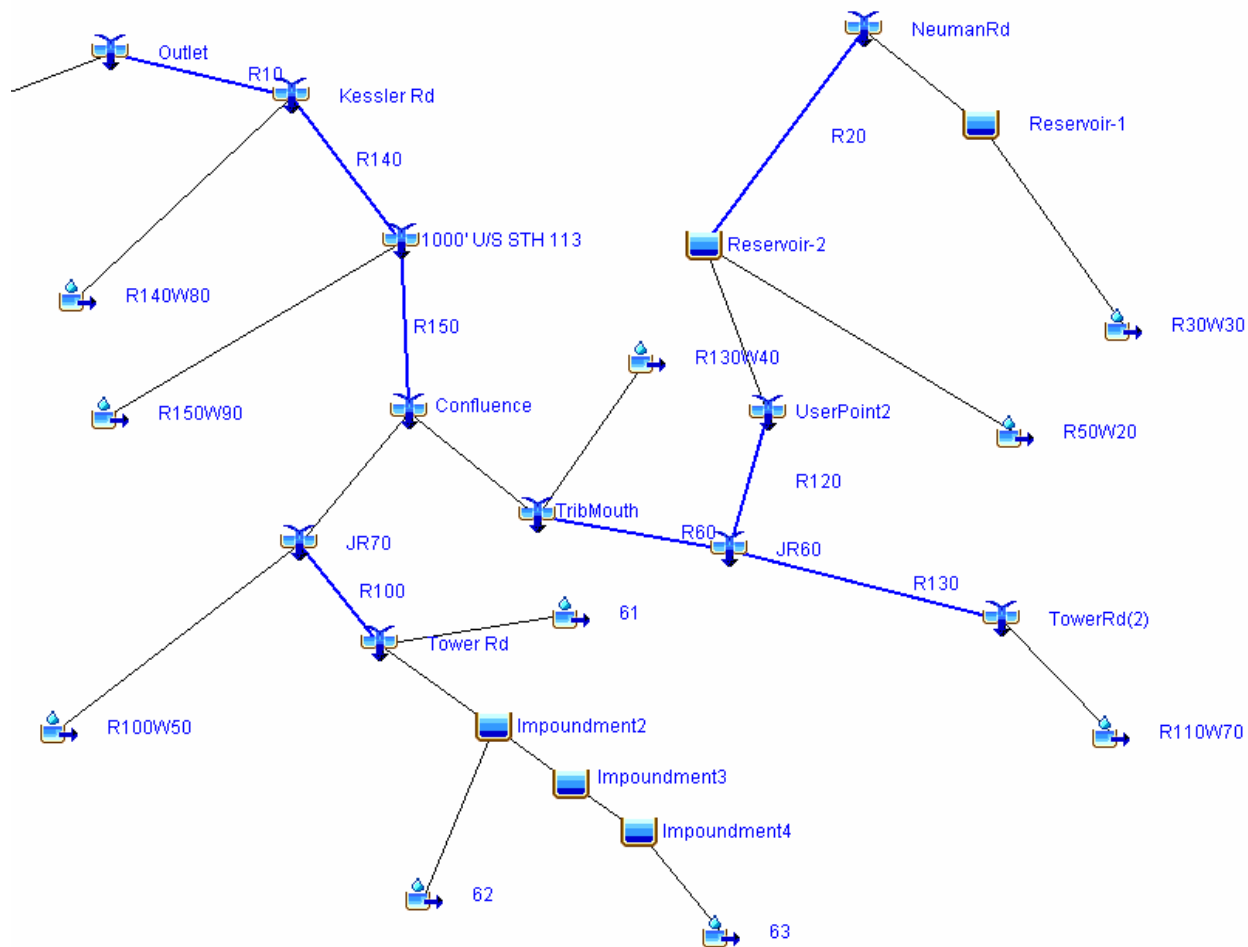 NeumanRd
Outlet
R10
Kessler Rd
Reservoir-1
R20
R140
1000' U/S STH 113
Reservoir-2
R140W80
R150
R30W30
R130W40
Confluence
R150W90
UserPoint2
R50W20
R120
TribMouth
R60
JR60
JR70
R130
R100
61
TowerRd(2)
Tower Rd
R100W50
Impoundment2
R110W70
Impoundment3
Impoundment4
62
63